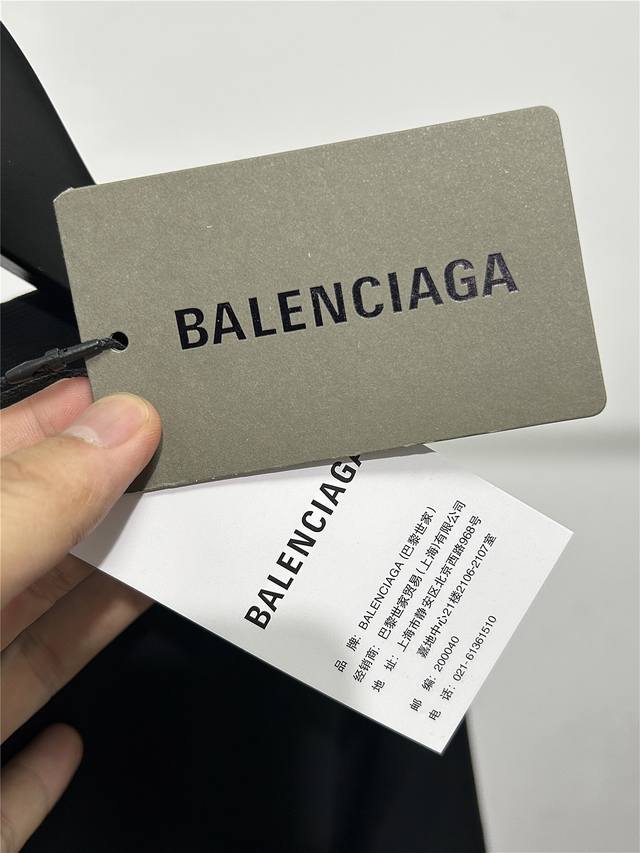 BALENCIAGA
BALENCIAGA
品 牌: BALENCIAGA (巴黎世家)
经销商: 巴黎世家贸易(上海)有限公司
地 址: 上海市静安区北京西路968号
嘉地中心21楼2106-2107室
邮 编: 200040
电 话: 021-61361510